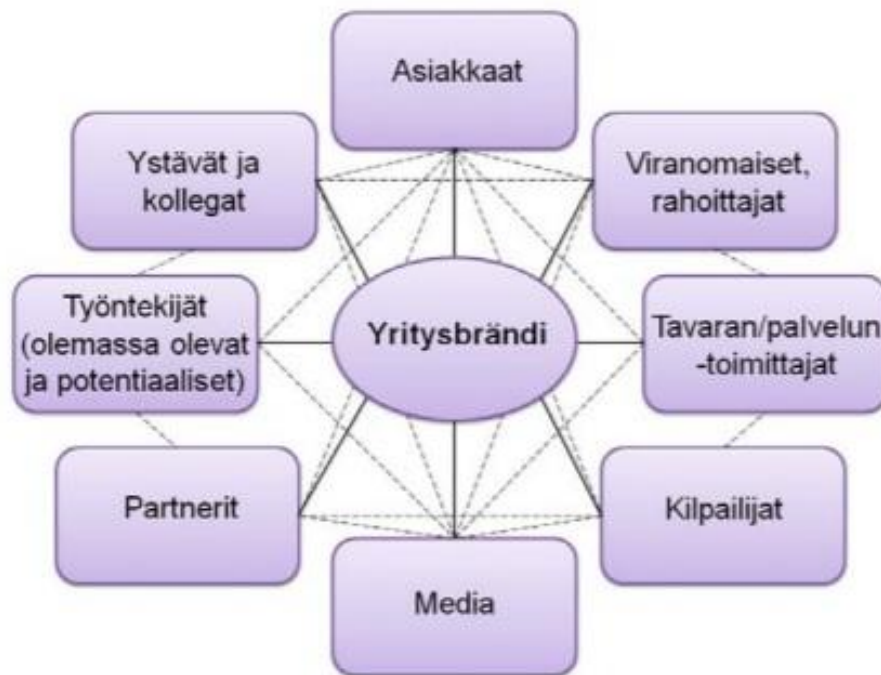 Asiakkaat
Ystävät ja
kollegat
Viranomaiset,
rahoittajat
Työntekijät
(olemassa olevat
ja potentiaaliset)
Yritysbrändi
Tavaran/palvelun
-toimittajat
Partnerit
Kilpailijat
Media